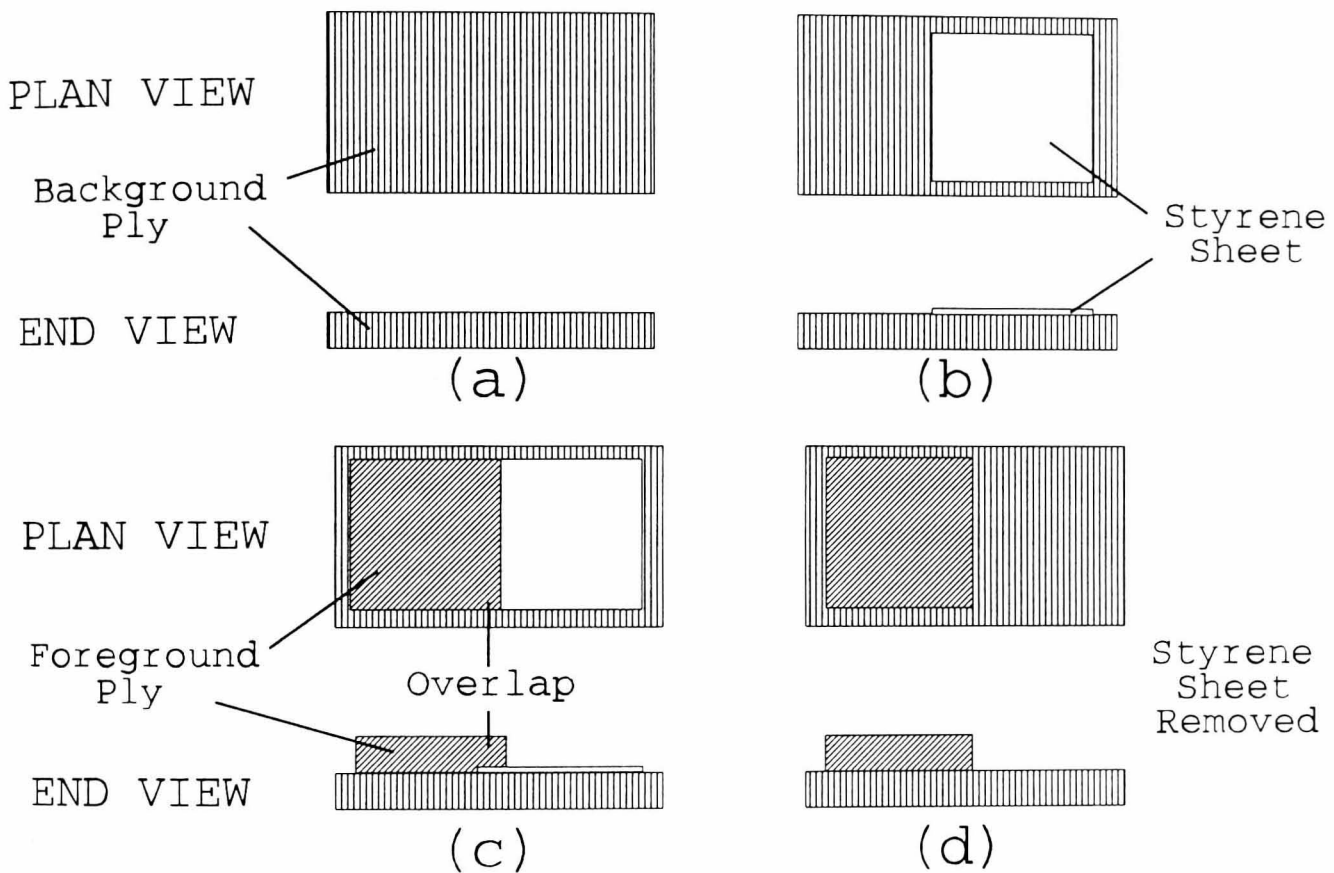 PLAN VIEW
Background
Ply
END VIEW
(a)
Styrene
Sheet
(b)
PLAN VIEW
Foreground
Ply
Overlap
END VIEW
(c)
Styrene
Sheet
Removed
(d)